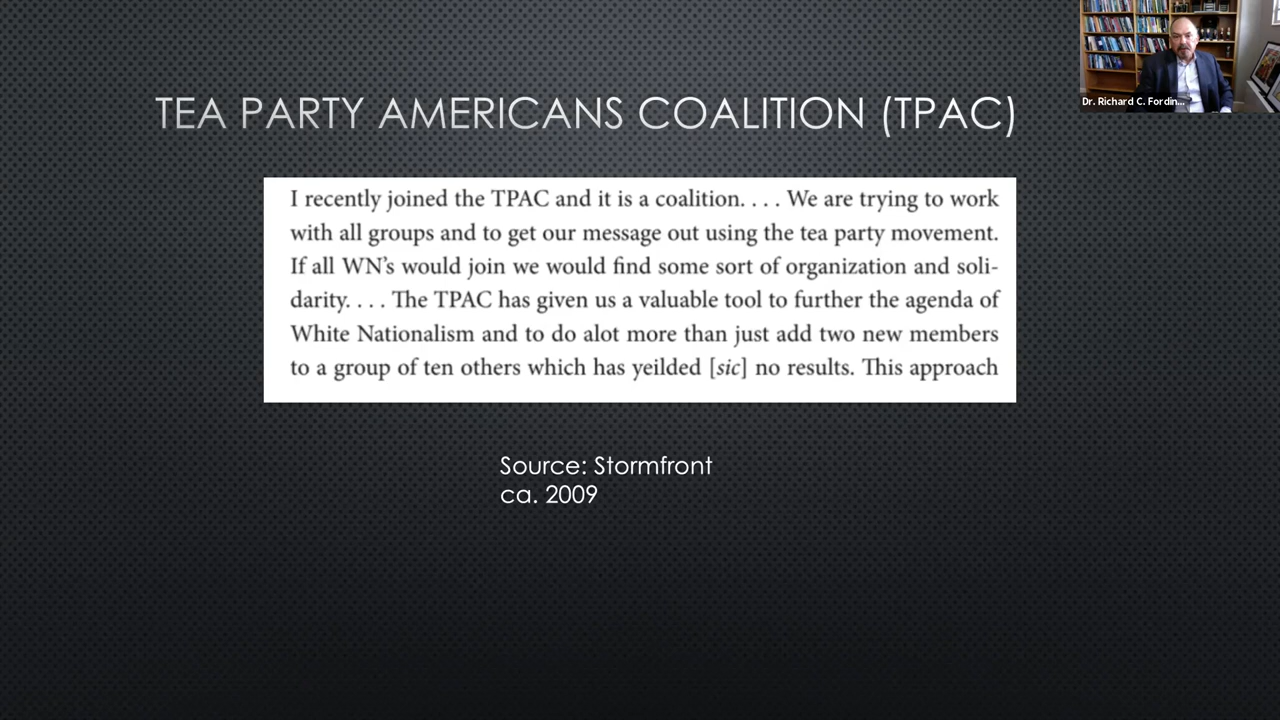 TEA PARTY AMERICANS COALITION (TPAC)
Dr. Richard C. Fordin...
I recently joined the TPAC and it is a coalition. . . . We are trying to work
with all groups and to get our message out using the tea party movement.
If all WN’s would join we would find some sort of organization and soli-
darity. . . . The TPAC has given us a valuable tool to further the agenda of
White Nationalism and to do alot more than just add two new members
to a group of ten others which has yeilded [sic] no results. This approach
Source: Stormfront
ca. 2009